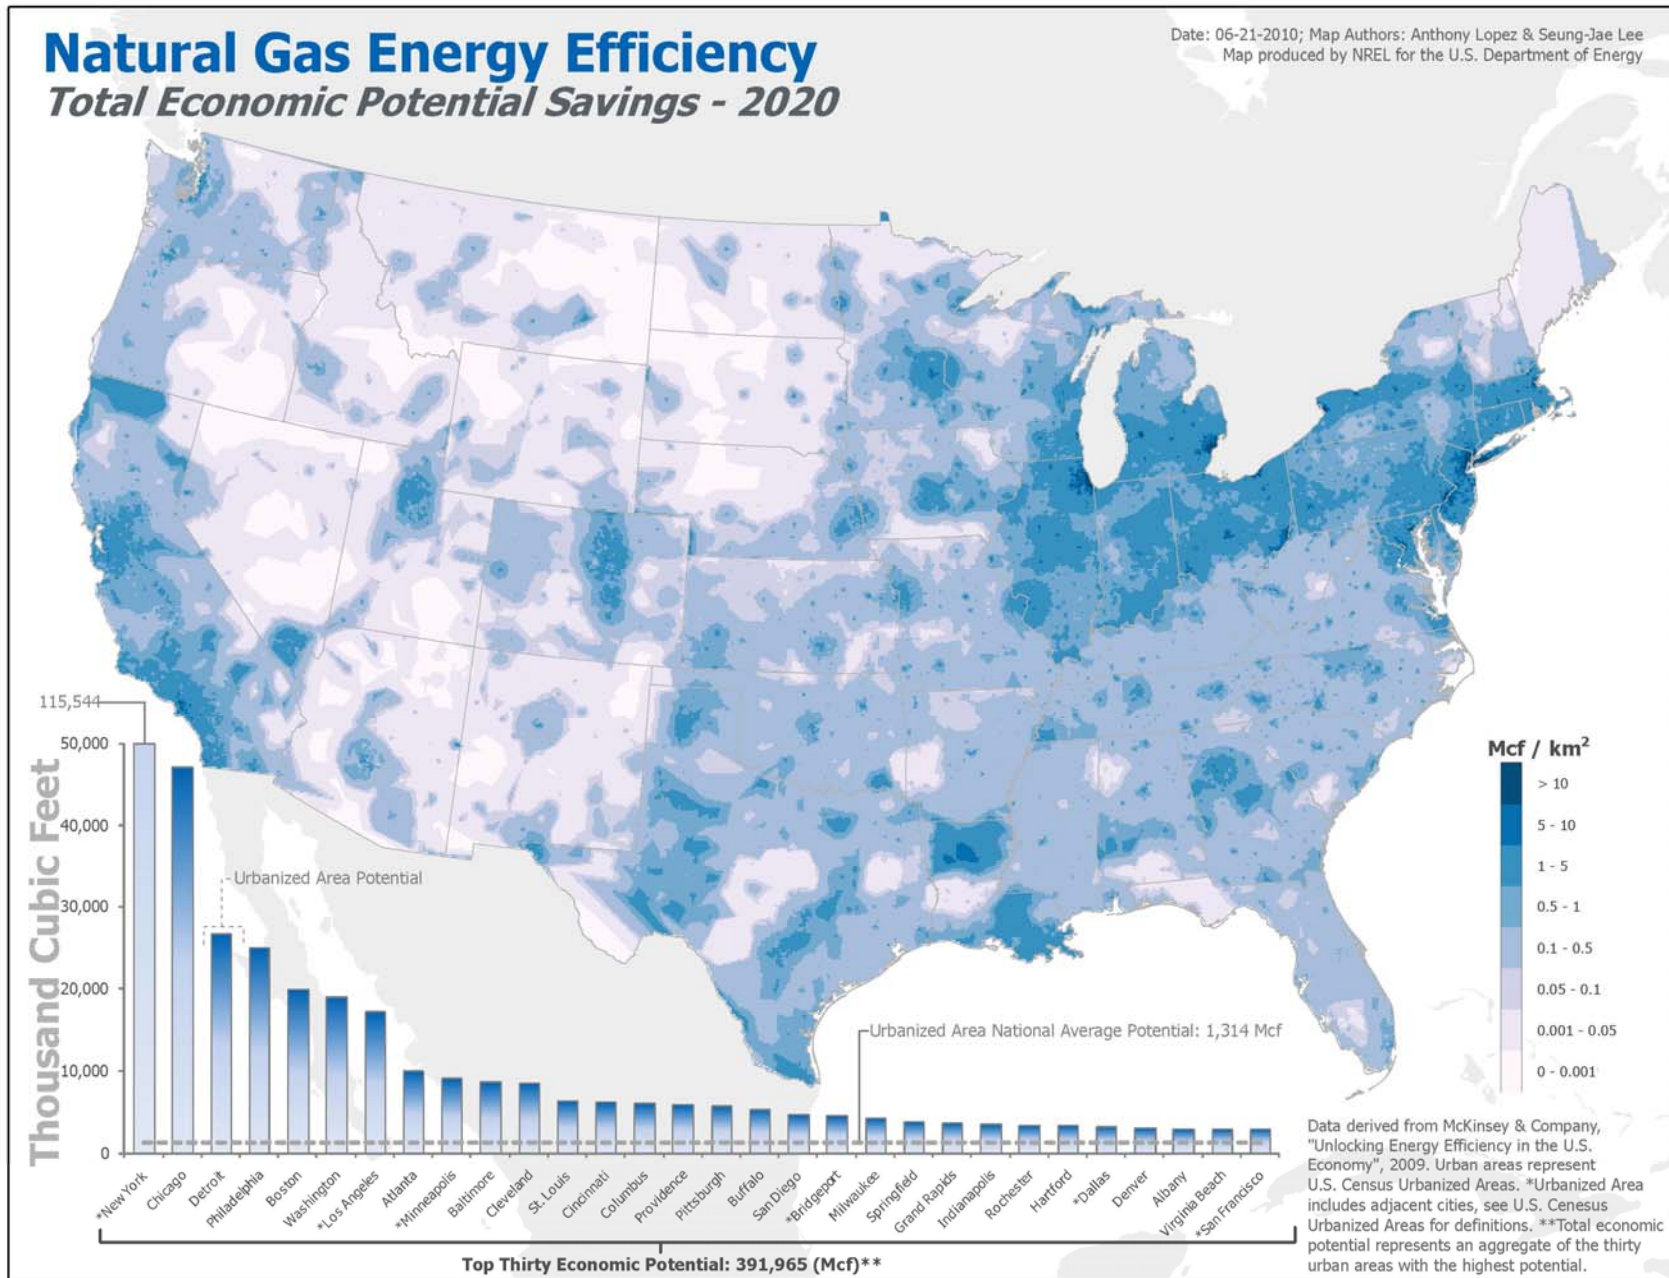 Natural Gas Energy Efficiency
Total Economic Potential Savings - 2020
Date: 06-21-2010; Map Authors: Anthony Lopez & Seung-Jae Lee
Map produced by NREL for the U.S. Department of Energy
115,544
50,000
40,000
30,000
20,000
10,000
0
Thousand Cubic Feet
Urbanized Area Potential
Urbanized Area National Average Potential: 1,314 Mcf
*New York
Chicago
Detroit
Philadelphia
Boston
Washington
*Los Angeles
Atlanta
*Minneapolis
Baltimore
Cleveland
St. Louis
Cincinnati
Columbus
Providence
Pittsburgh
Buffalo
San Diego
*Bridgeport
Milwaukee
Springfield
Grand Rapids
Indianapolis
Rochester
Hartford
*Dallas
Denver
Albany
Virginia Beach
*San Francisco
Top Thirty Economic Potential: 391,965 (Mcf)**
Mcf / km²
> 10
5 - 10
1 - 5
0.5 - 1
0.1 - 0.5
0.05 - 0.1
0.001 - 0.05
0 - 0.001
Data derived from McKinsey & Company,
"Unlocking Energy Efficiency in the U.S.
Economy", 2009. Urban areas represent
U.S. Census Urbanized Areas. *Urbanized Area
includes adjacent cities, see U.S. Cenesus
Urbanized Areas for definitions. **Total economic
potential represents an aggregate of the thirty
urban areas with the highest potential.